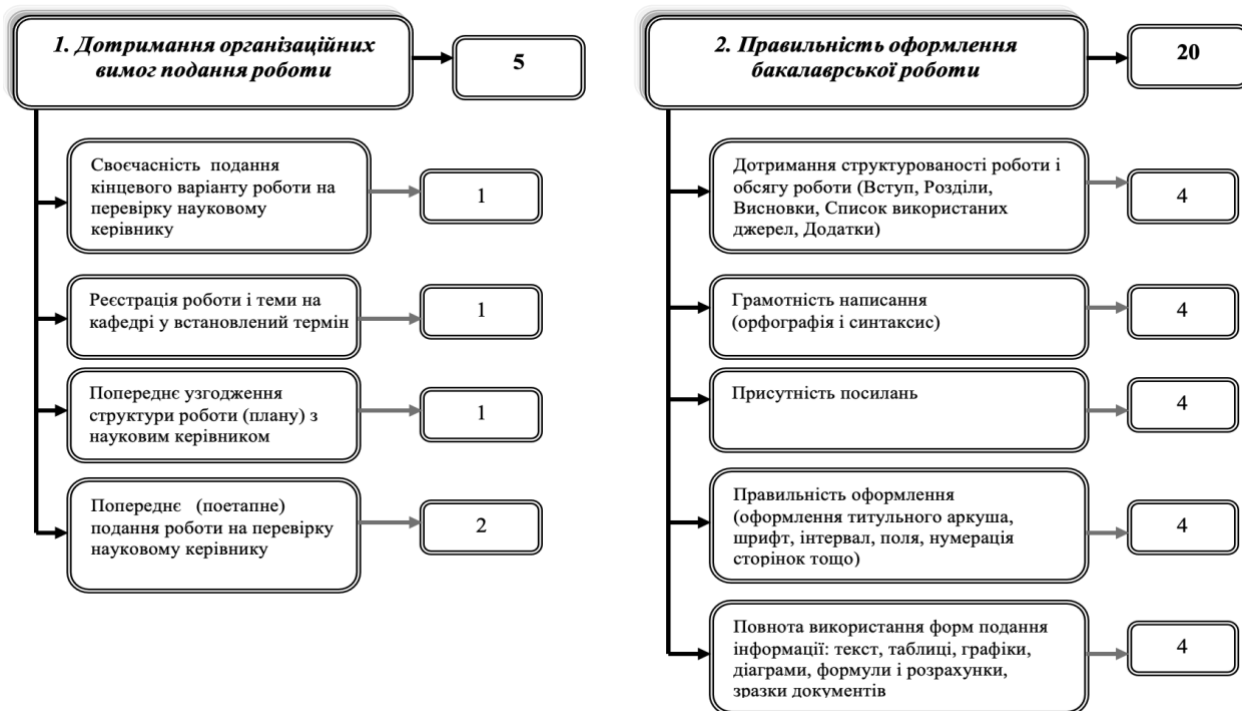 1. Дотримання організаційних
вимог подання роботи
5
Своєчасність подання
кінцевого варіанту роботи на
перевірку науковому
керівнику
1
Реєстрація роботи і теми на
кафедрі у встановлений термін
1
Попереднє узгодження
структури роботи (плану) з
науковим керівником
1
Попереднє (поетапне)
подання роботи на перевірку
науковому керівнику
2
2. Правильність оформлення
бакалаврської роботи
20
Дотримання структурованості роботи і
обсягу роботи (Вступ, Розділи,
Висновки, Список використаних
джерел, Додатки)
4
Грамотність написання
(орфографія і синтаксис)
4
Присутність посилань
4
Правильність оформлення
(оформлення титульного аркуша,
шрифт, інтервал, поля, нумерація
сторінок тощо)
4
Повнота використання форм подання
інформації: текст, таблиці, графіки,
діаграми, формули і розрахунки,
зразки документів
4